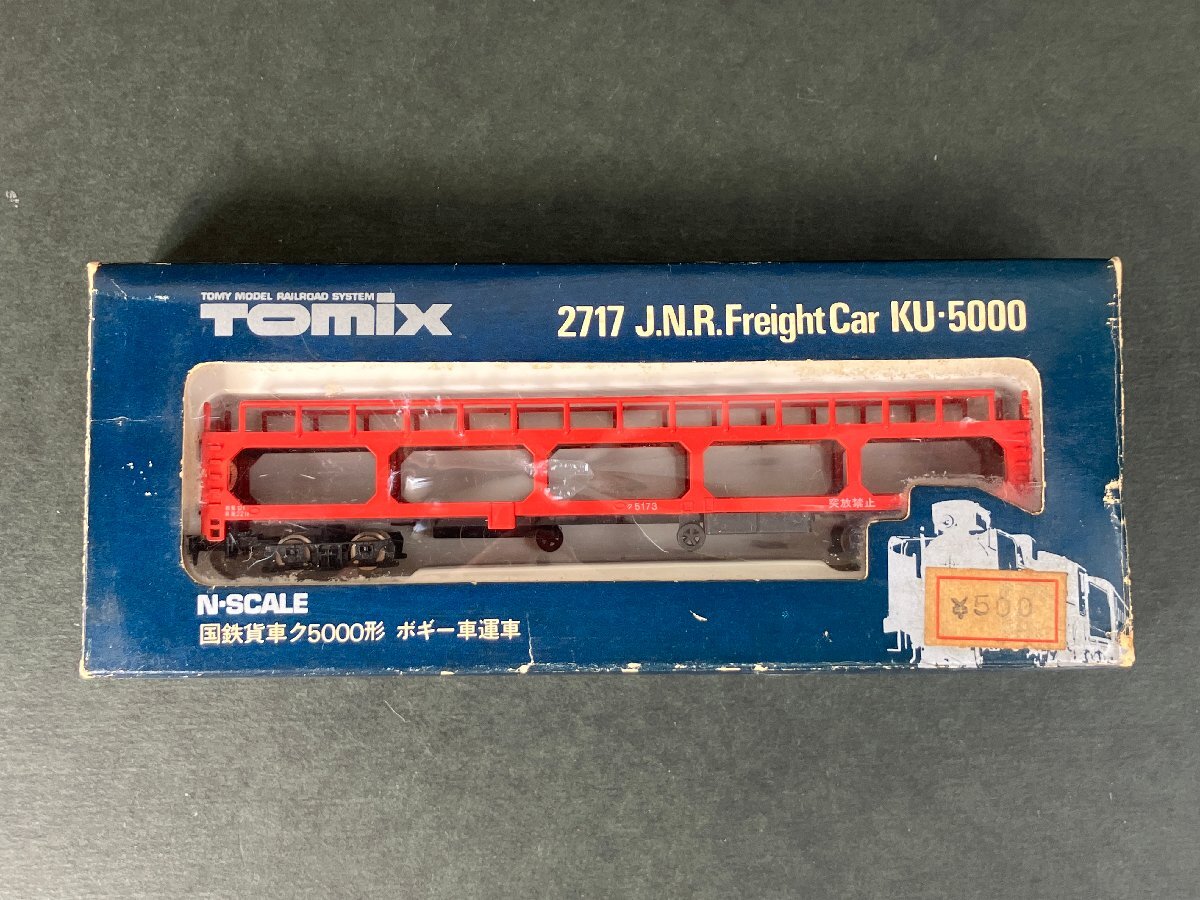 TOMY MODEL RAILROAD SYSTEM
TOMIX
2717 J.N.R. Freight Car KU·5000
ク5173
突放禁止
N·SCALE
国鉄貨車ク5000形 ボギー車運車
¥500